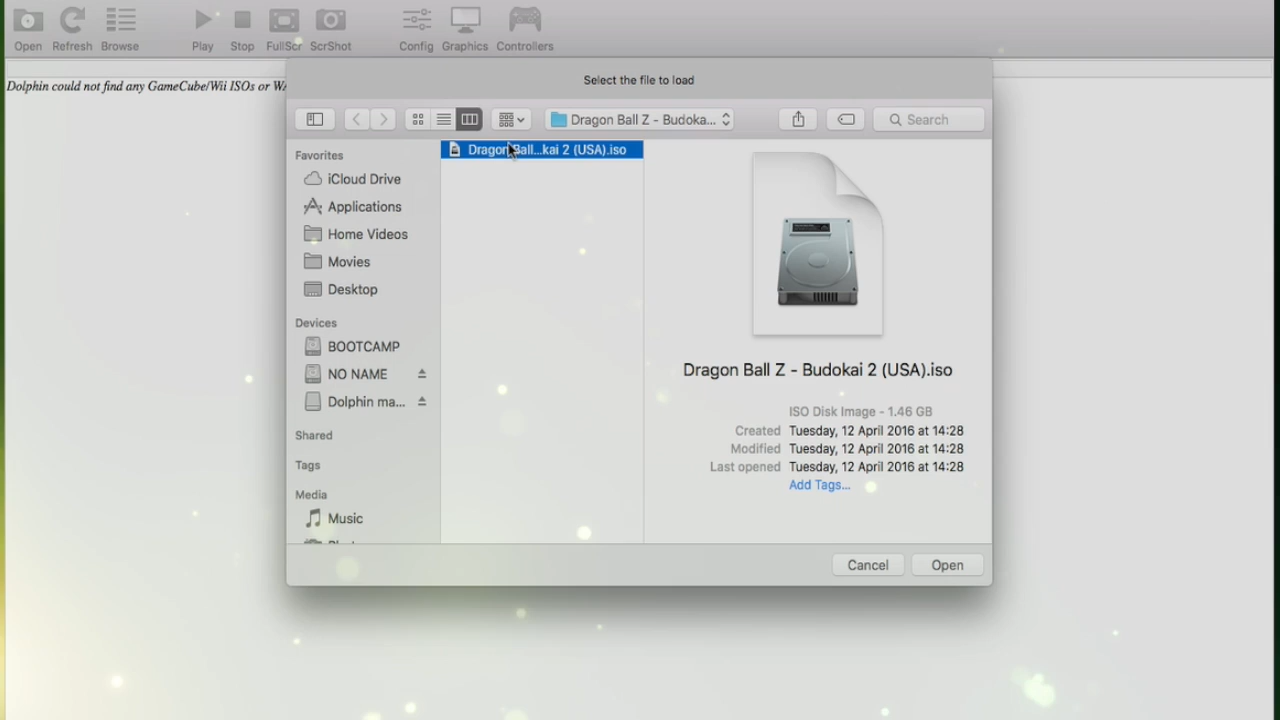 Open Refresh Browse Play Stop FullScr ScrShot Config Graphics Controllers
Dolphin could not find any GameCube/Wii ISOs or
Select the file to load
Dragon Ball Z - Budoka...
Search
Favorites
iCloud Drive
Applications
Home Videos
Movies
Desktop
Devices
BOOTCAMP
NO NAME
Dolphin ma...
Shared
Tags
Media
Music
Dragon Ball...kai 2 (USA).iso
Dragon Ball Z - Budokai 2 (USA).iso
ISO Disk Image - 1.46 GB
Created Tuesday, 12 April 2016 at 14:28
Modified Tuesday, 12 April 2016 at 14:28
Last opened Tuesday, 12 April 2016 at 14:28
Add Tags...
Cancel Open